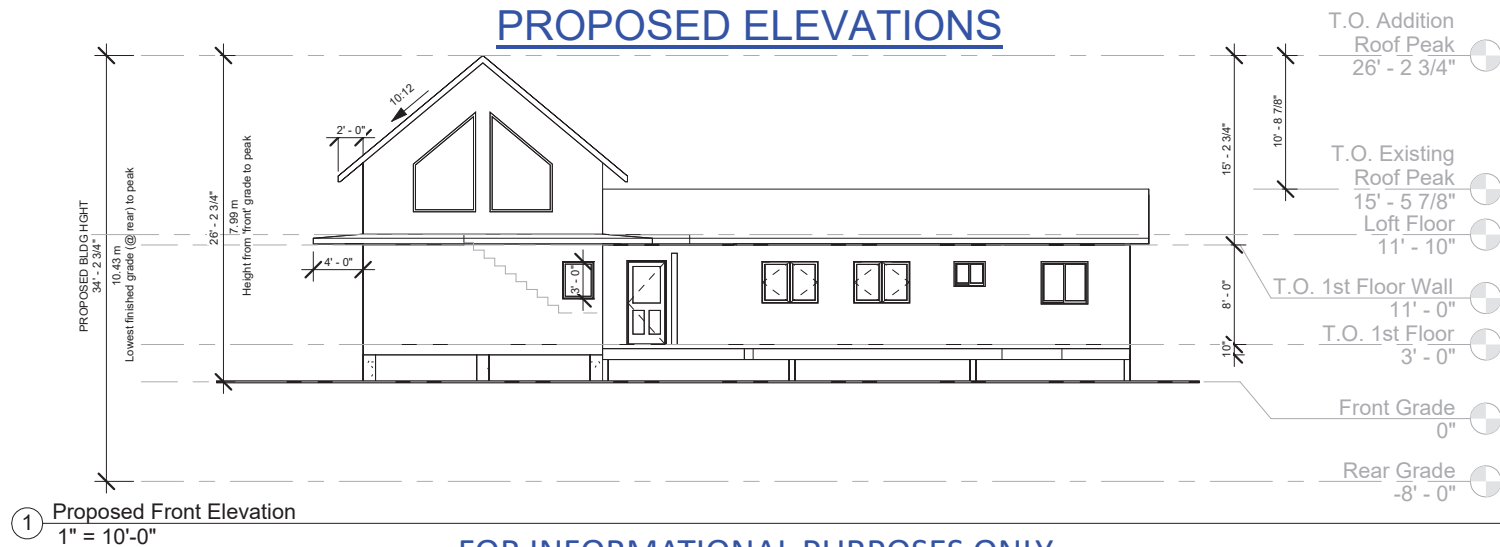 PROPOSED ELEVATIONS
T.O. Addition
Roof Peak
26' - 2 3/4"
10:12
2' - 0"
15' - 2 3/4"
10' - 8 7/8"
T.O. Existing
Roof Peak
15' - 5 7/8"
Loft Floor
11' - 10"
PROPOSED BLDG HGHT
34' - 2 3/4"
10.43 m
Lowest finished grade (@ rear) to peak
26' - 2 3/4"
7.99 m
Height from 'front' grade to peak
4' - 0"
3' - 0"
8' - 0"
10"
T.O. 1st Floor Wall
11' - 0"
T.O. 1st Floor
3' - 0"
Front Grade
0"
Rear Grade
-8' - 0"
1 Proposed Front Elevation
1" = 10'-0"
FOR INFORMATIONAL PURPOSES ONLY